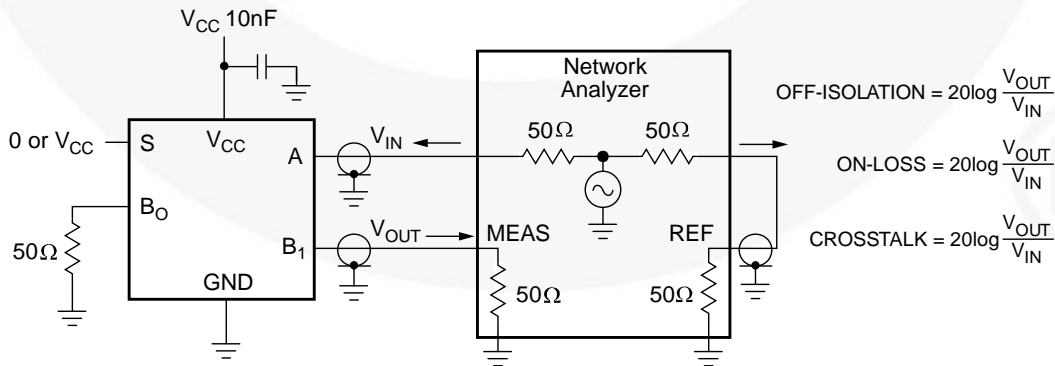 V_CC 10nF
Network
Analyzer
OFF-ISOLATION = 20log V_OUT / V_IN
0 or V_CC
S
V_CC
A
V_IN
50Ω
50Ω
ON-LOSS = 20log V_OUT / V_IN
B_O
50Ω
B_1
V_OUT
MEAS
REF
CROSSTALK = 20log V_OUT / V_IN
GND
50Ω
50Ω